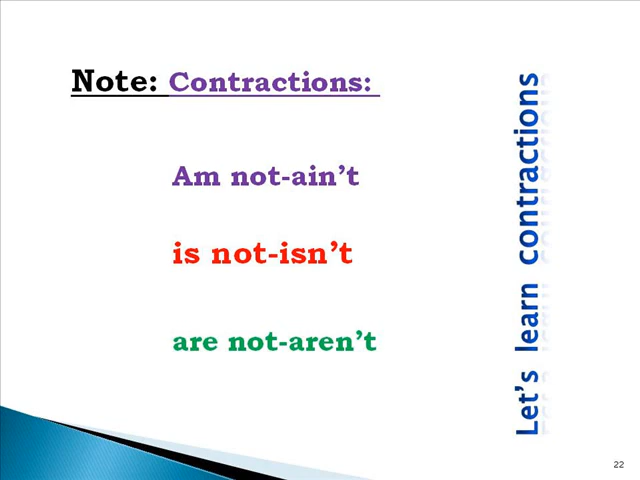 Note: Contractions:
Am not-ain’t
is not-isn’t
are not-aren’t
Let’s learn contractions
22